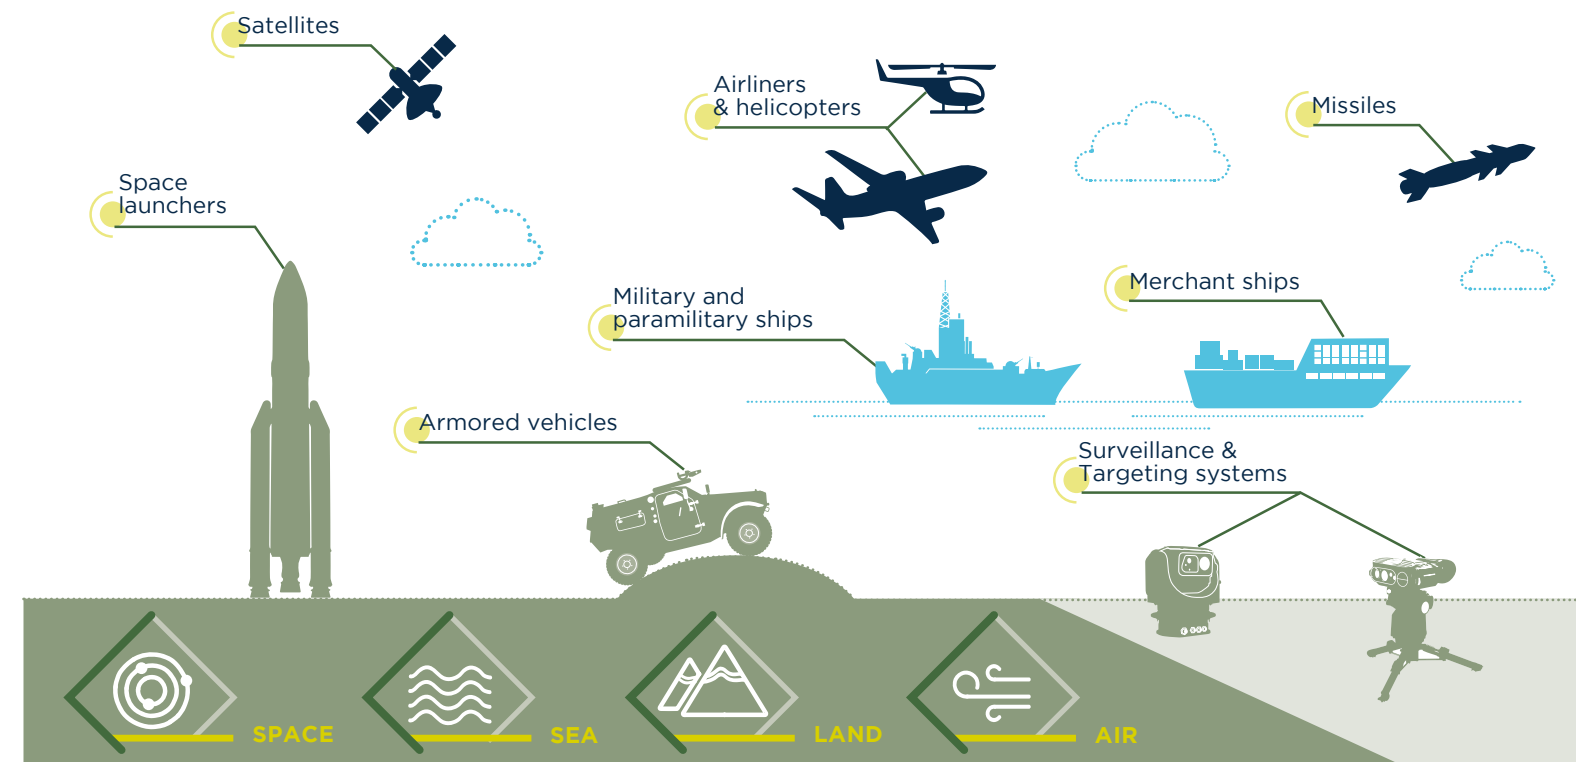 Satellites
Airliners
& helicopters
Missiles
Space
launchers
Military and
paramilitary ships
Merchant ships
Armored vehicles
Surveillance &
Targeting systems
SPACE
SEA
LAND
AIR